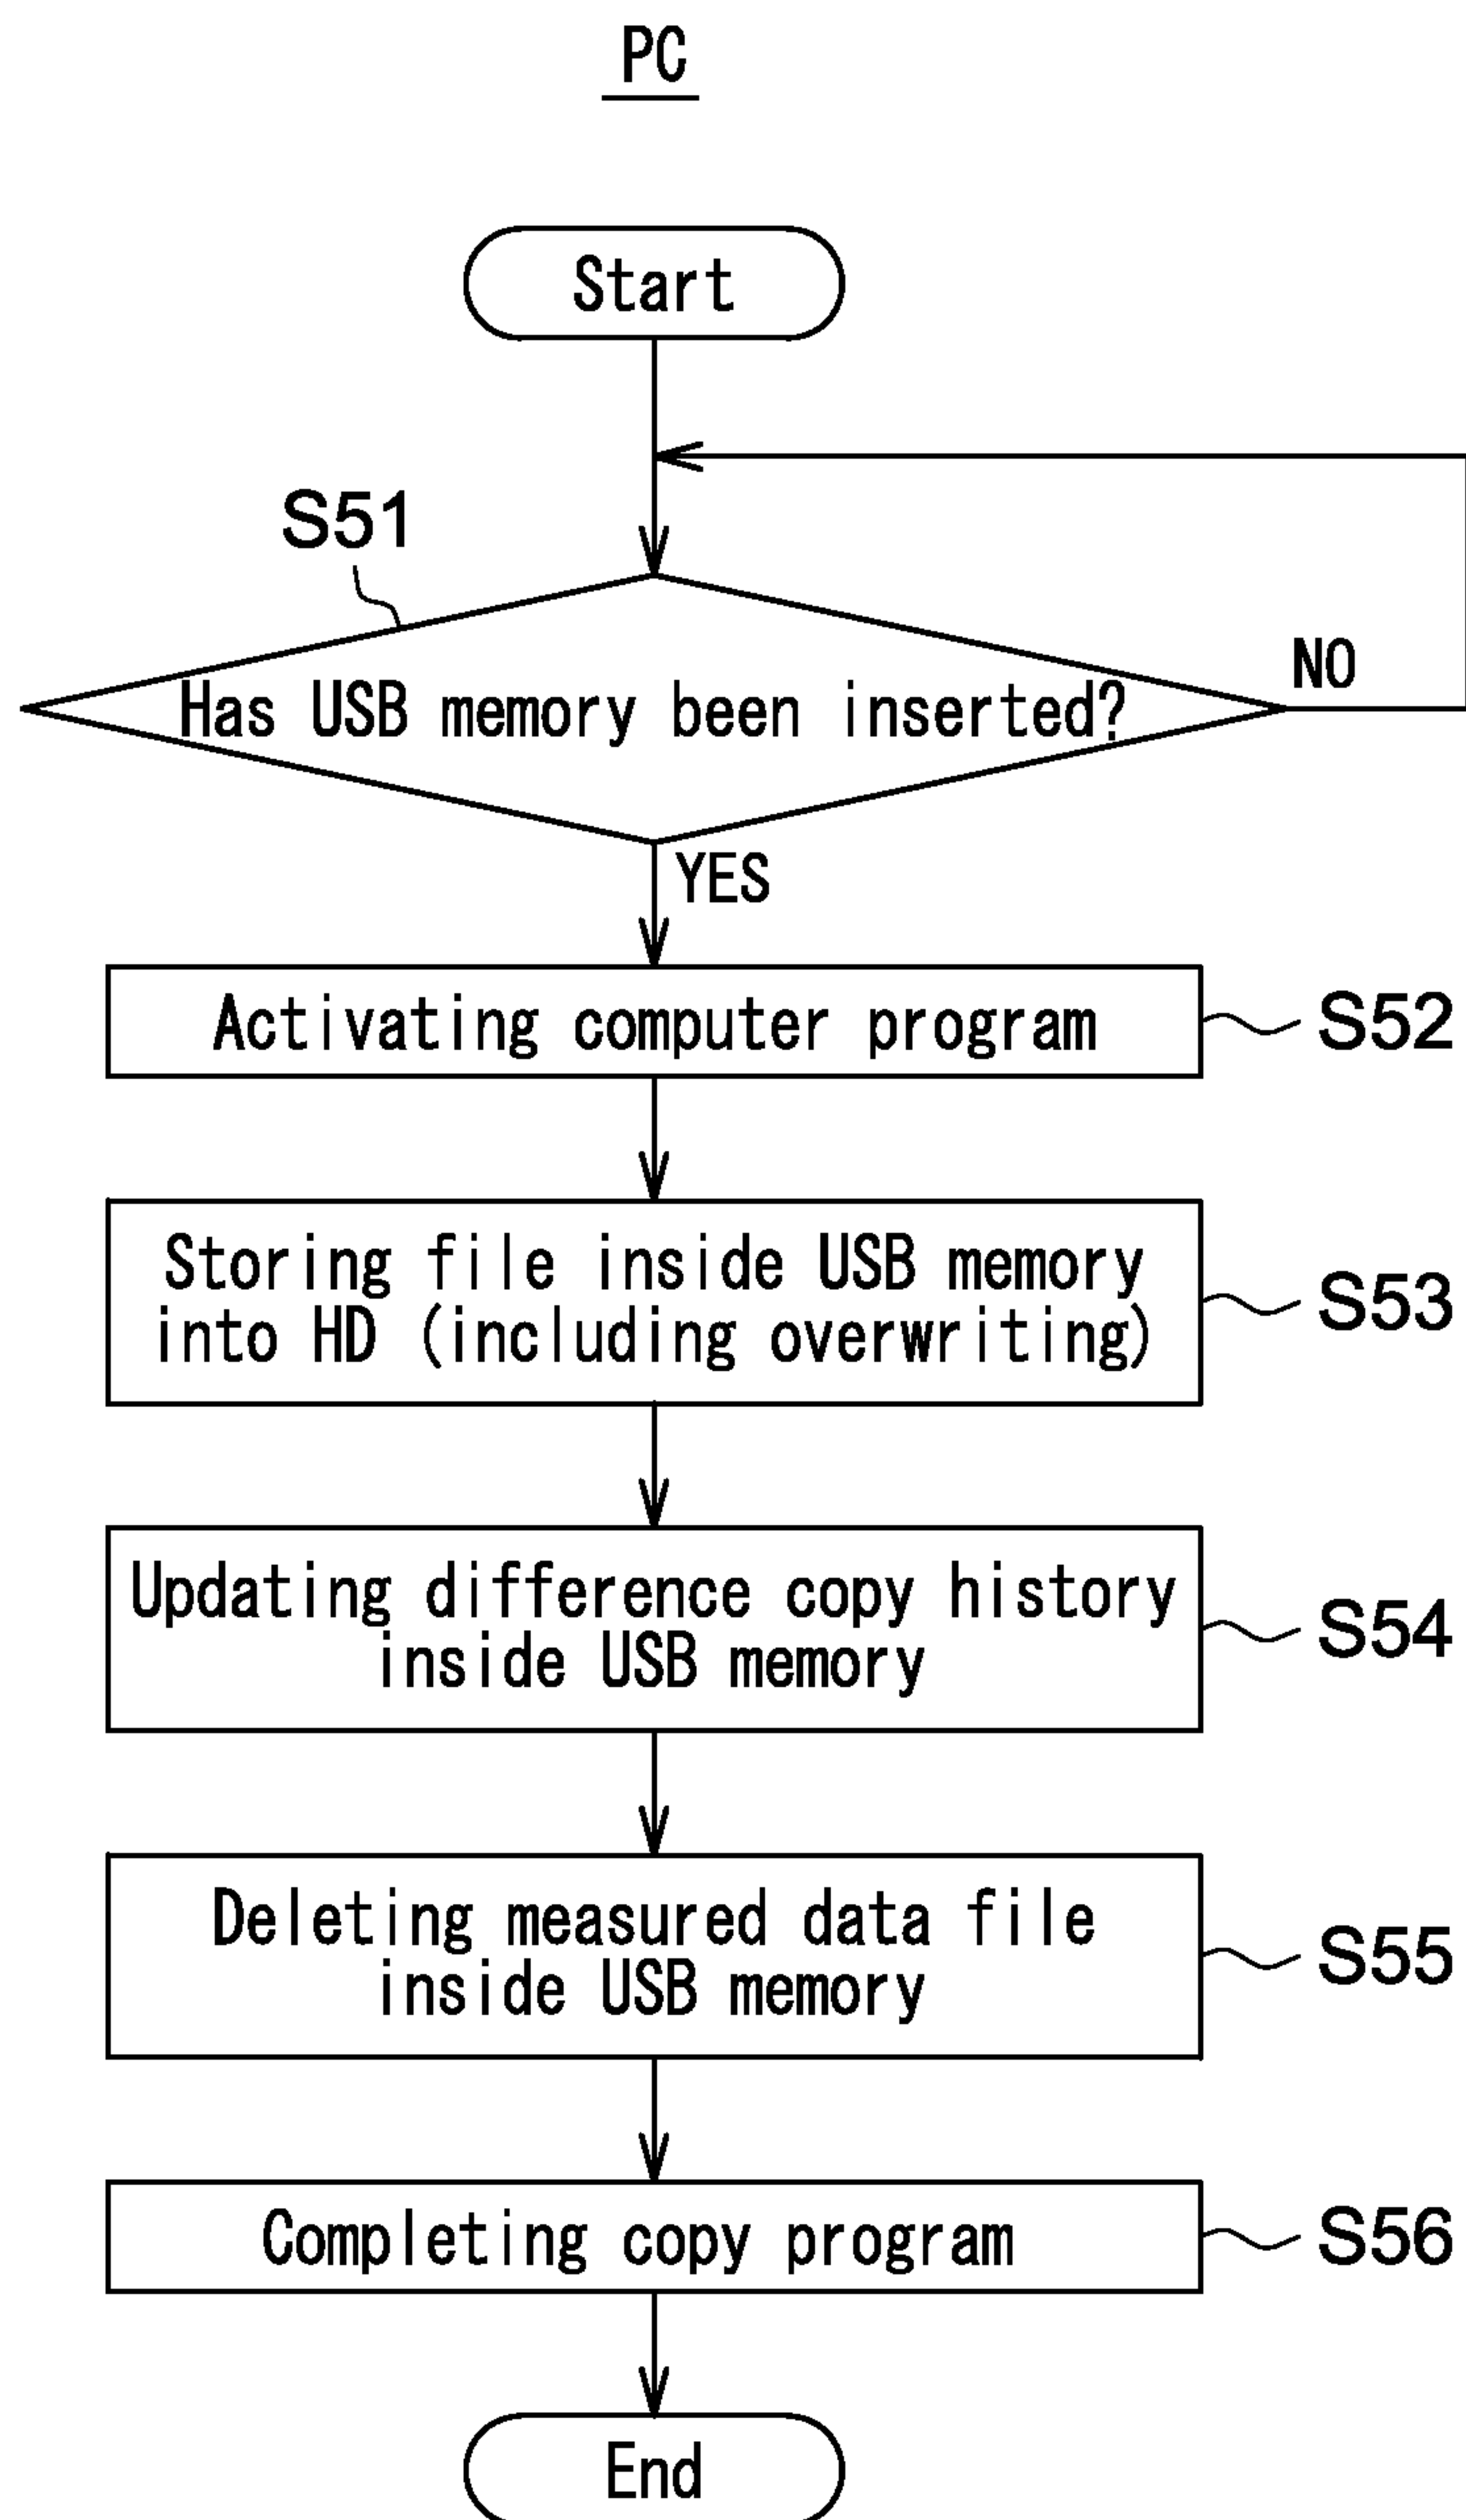 PC
Start
S51
Has USB memory been inserted?
NO
YES
Activating computer program
S52
Storing file inside USB memory
into HD (including overwriting)
S53
Updating difference copy history
inside USB memory
S54
Deleting measured data file
inside USB memory
S55
Completing copy program
S56
End